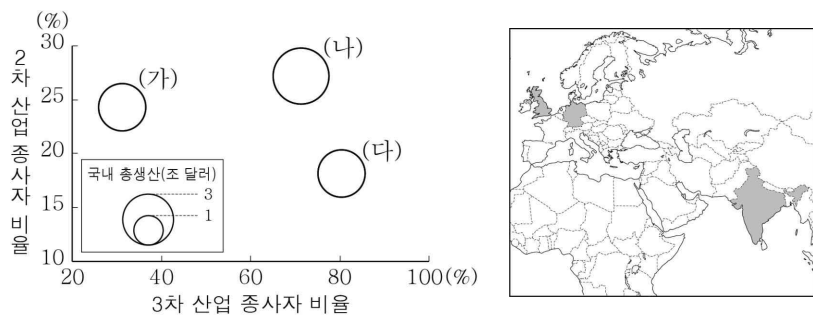 (%)
2차 산업 종사자 비율
30
25
20
15
10
(가)
(나)
(다)
국내 총생산(조 달러)
3
1
20 40 60 80 100(%)
3차 산업 종사자 비율